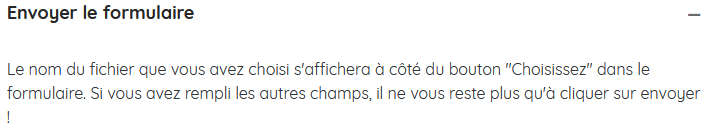 Envoyer le formulaire
Le nom du fichier que vous avez choisi s'affichera à côté du bouton "Choisissez" dans le
formulaire. Si vous avez rempli les autres champs, il ne vous reste plus qu'à cliquer sur envoyer
!